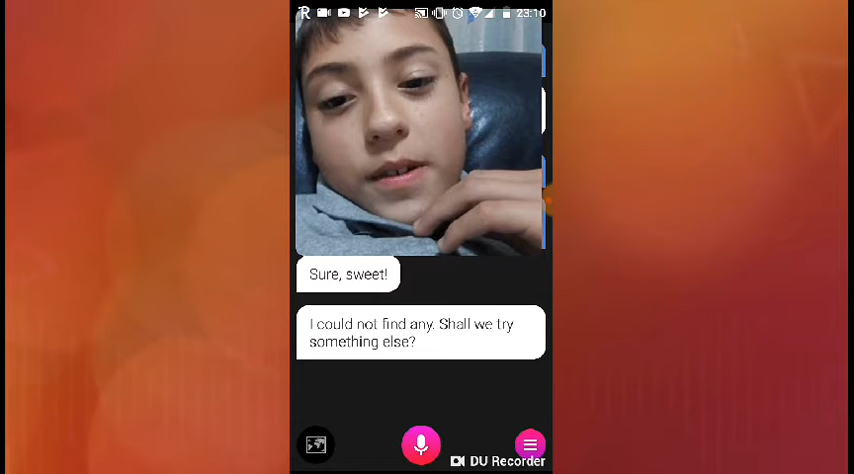 23:10
Sure, sweet!
I could not find any. Shall we try
something else?
DU Recorder